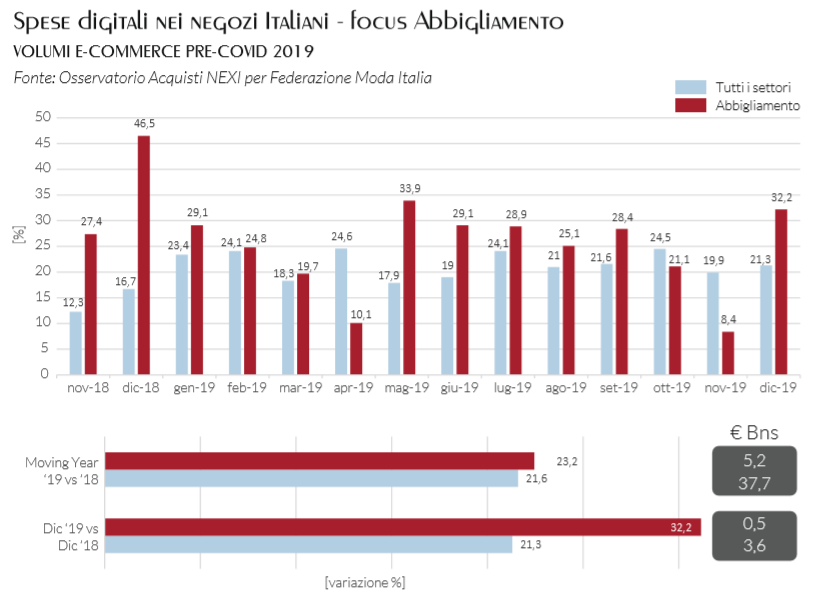 Spese digitali nei negozi Italiani - focus Abbigliamento
VOLUMI E-COMMERCE PRE-COVID 2019
Fonte: Osservatorio Acquisti NEXI per Federazione Moda Italia
Tutti i settori
Abbigliamento
[%]
50
45
40
35
30
25
20
15
10
5
0
12,3 27,4
16,7 46,5
23,4 29,1
24,1 24,8
18,3 19,7
24,6 10,1
17,9 33,9
19 29,1
24,1 28,9
21 25,1
21,6 28,4
24,5 21,1
19,9 8,4
21,3 32,2
nov-18 dic-18 gen-19 feb-19 mar-19 apr-19 mag-19 giu-19 lug-19 ago-19 set-19 ott-19 nov-19 dic-19
€ Bns
Moving Year 23,2 5,2
'19 vs '18 21,6 37,7
Dic '19 vs 32,2 0,5
Dic '18 21,3 3,6
[variazione %]